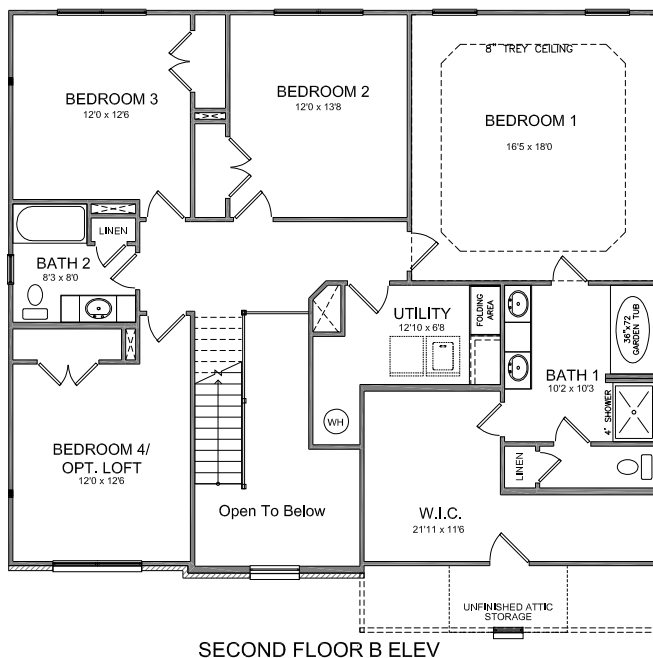 8" TREY CEILING
BEDROOM 3
12'0 x 12'6
BEDROOM 2
12'0 x 13'8
BEDROOM 1
16'5 x 18'0
LINEN
BATH 2
8'3 x 8'0
UTILITY
12'10 x 6'8
FOLDING
AREA
36"x72
GARDEN TUB
BATH 1
10'2 x 10'3
4" SHOWER
WH
BEDROOM 4/
OPT. LOFT
12'0 x 12'6
LINEN
Open To Below
W.I.C.
21'11 x 11'6
UNFINISHED ATTIC
STORAGE
SECOND FLOOR B ELEV